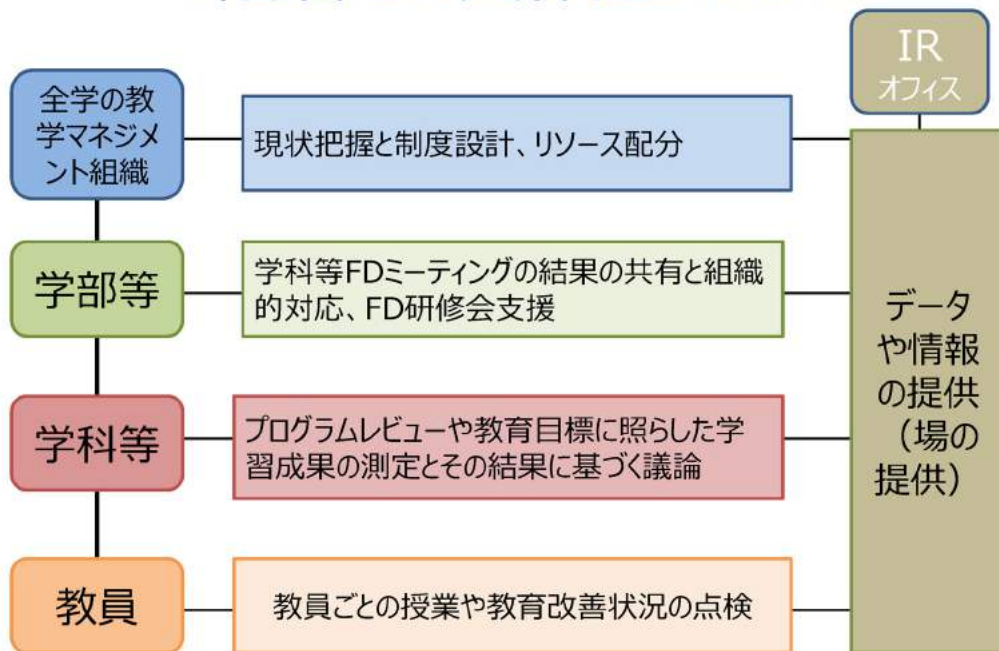 IR
オフィス
全学の教
学マネジメ
ント組織
現状把握と制度設計、リソース配分
学部等
学科等FDミーティングの結果の共有と組織
的対応、FD研修会支援
学科等
プログラムレビューや教育目標に照らした学
習成果の測定とその結果に基づく議論
教員
教員ごとの授業や教育改善状況の点検
データ
や情報
の提供
（場の
提供）